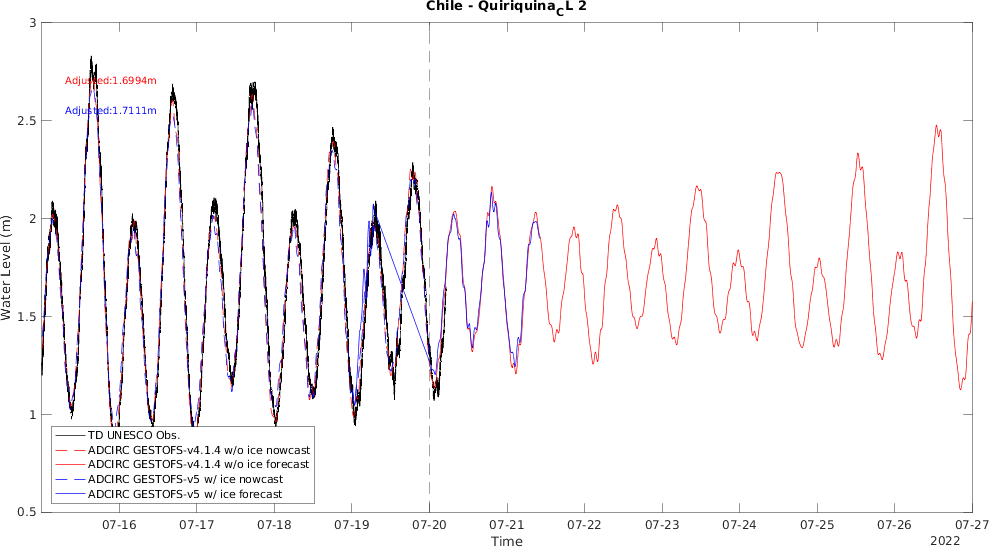 Chile - Quiriquina_CL 2
3
2.5
2
1.5
1
0.5
Water Level (m)
Adjusted:1.6994m
Adjusted:1.7111m
TD UNESCO Obs.
ADCIRC GESTOFS-v4.1.4 w/o ice nowcast
ADCIRC GESTOFS-v4.1.4 w/o ice forecast
ADCIRC GESTOFS-v5 w/ ice nowcast
ADCIRC GESTOFS-v5 w/ ice forecast
07-16 07-17 07-18 07-19 07-20 07-21 07-22 07-23 07-24 07-25 07-26 07-27
Time
2022